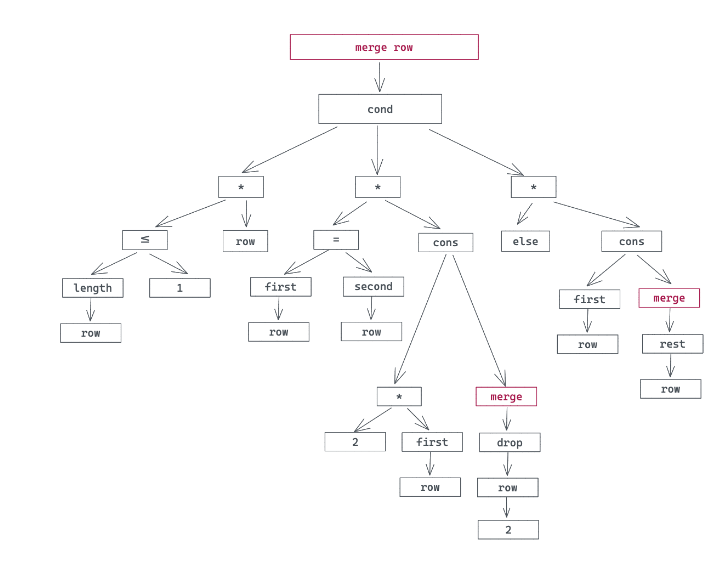 merge row
cond
* * *
≤ row = cons else cons
length 1 first second first merge
row row row row rest
row
* merge
2 first drop
row row
2